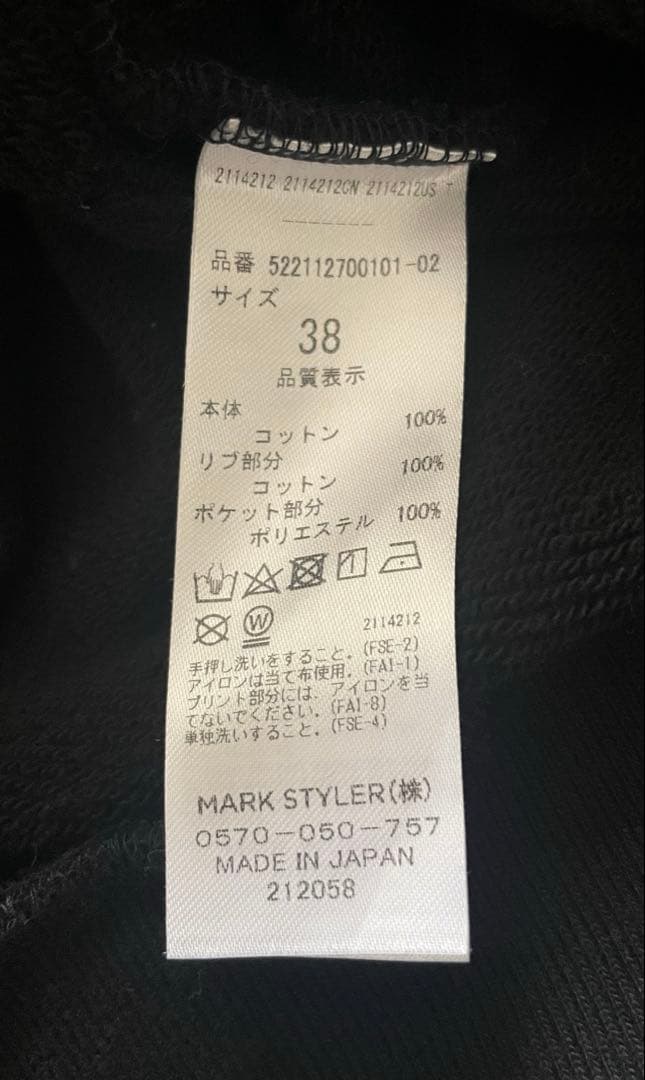 2114212 2114212CN 2114212US T
-------
品番 522112700101-02
サイズ
38
品質表示
本体
コットン 100%
リブ部分
コットン 100%
ポケット部分
ポリエステル 100%
W
2114212
手押し洗いをすること。(FSE-2)
アイロンは当て布使用。(FAI-1)
プリント部分には、アイロンを当
てないでください。(FAI-8)
単独洗いすること。(FSE-4)
MARK STYLER(株)
0570-050-757
MADE IN JAPAN
212058